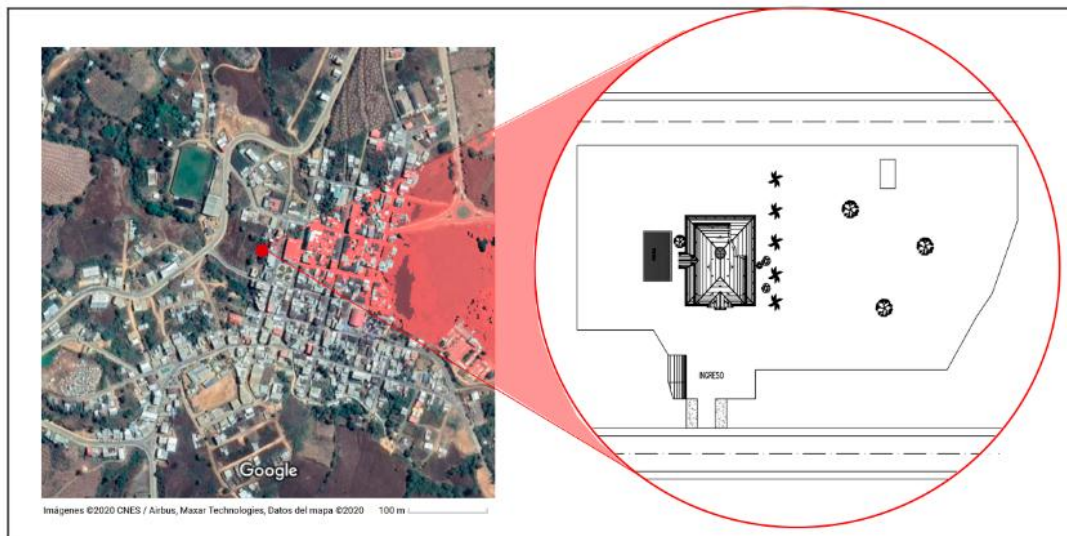 Google
Imágenes ©2020 CNES / Airbus, Maxar Technologies, Datos del mapa ©2020 100 m
INGRESO